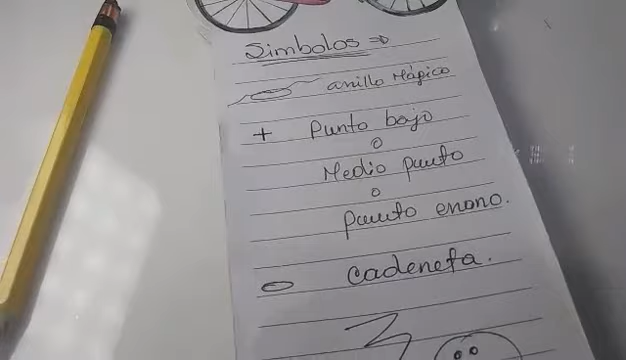 Simbolos ⇒
anillo Mágico
+ Punto bajo
o
Medio punto
o
punto enano.
cadeneta.